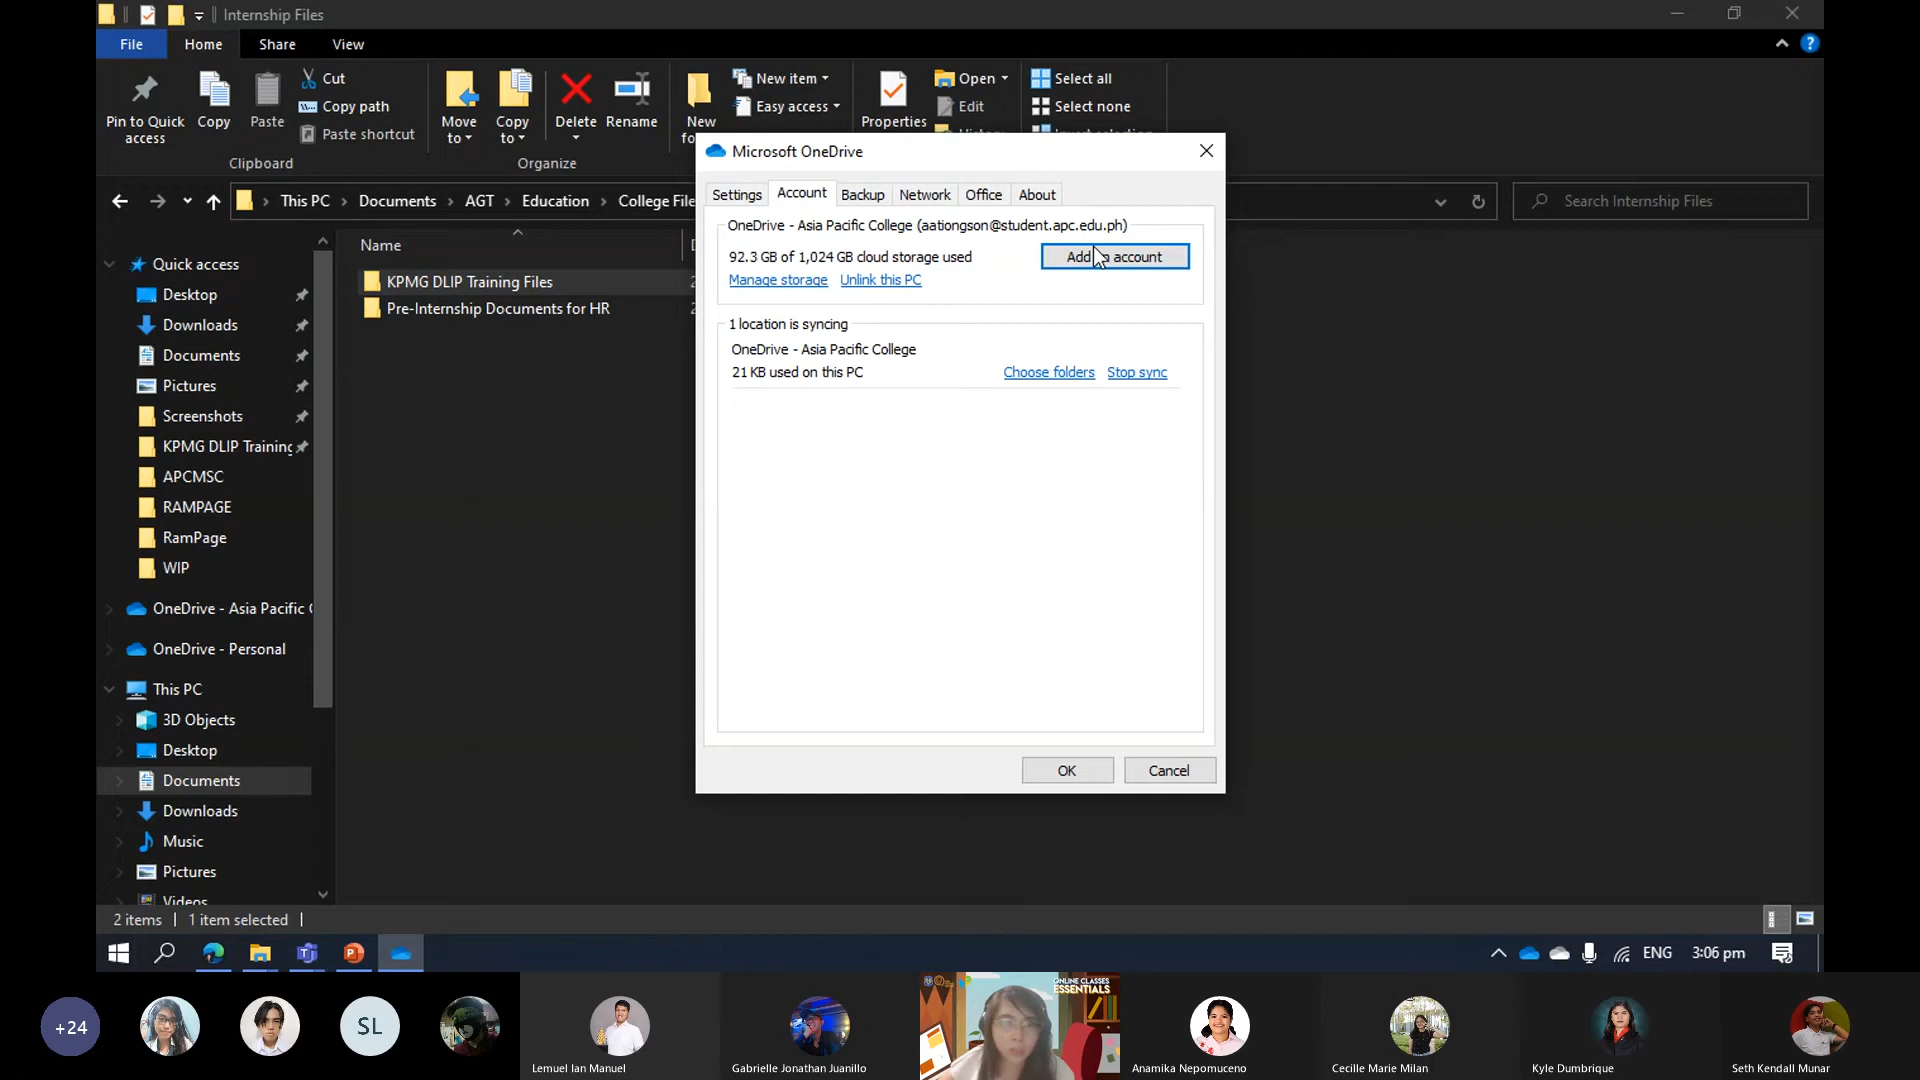 Internship Files
File
Home
Share
View
Pin to Quick
access
Copy
Paste
Cut
Copy path
Paste shortcut
Move
to
Copy
to
Delete
Rename
New
New item
Easy access
Properties
Open
Edit
Select all
Select none
Clipboard
Organize
This PC > Documents > AGT > Education > College File
Search Internship Files
Name
KPMG DLIP Training Files
Pre-Internship Documents for HR
Quick access
Desktop
Downloads
Documents
Pictures
Screenshots
KPMG DLIP Training
APCMSC
RAMPAGE
RamPage
WIP
OneDrive - Asia Pacific
OneDrive - Personal
This PC
3D Objects
Desktop
Documents
Downloads
Music
Pictures
Videos
Microsoft OneDrive
Settings
Account
Backup
Network
Office
About
OneDrive - Asia Pacific College (aationgson@student.apc.edu.ph)
92.3 GB of 1,024 GB cloud storage used
Add account
Manage storage
Unlink this PC
1 location is syncing
OneDrive - Asia Pacific College
21 KB used on this PC
Choose folders
Stop sync
OK
Cancel
2 items
1 item selected
ENG
3:06 pm
+24
SL
ONLINE CLASSES
ESSENTIALS
Lemuel Ian Manuel
Gabrielle Jonathan Juanillo
Anamika Nepomuceno
Cecille Marie Milan
Kyle Dumbrique
Seth Kendall Munar